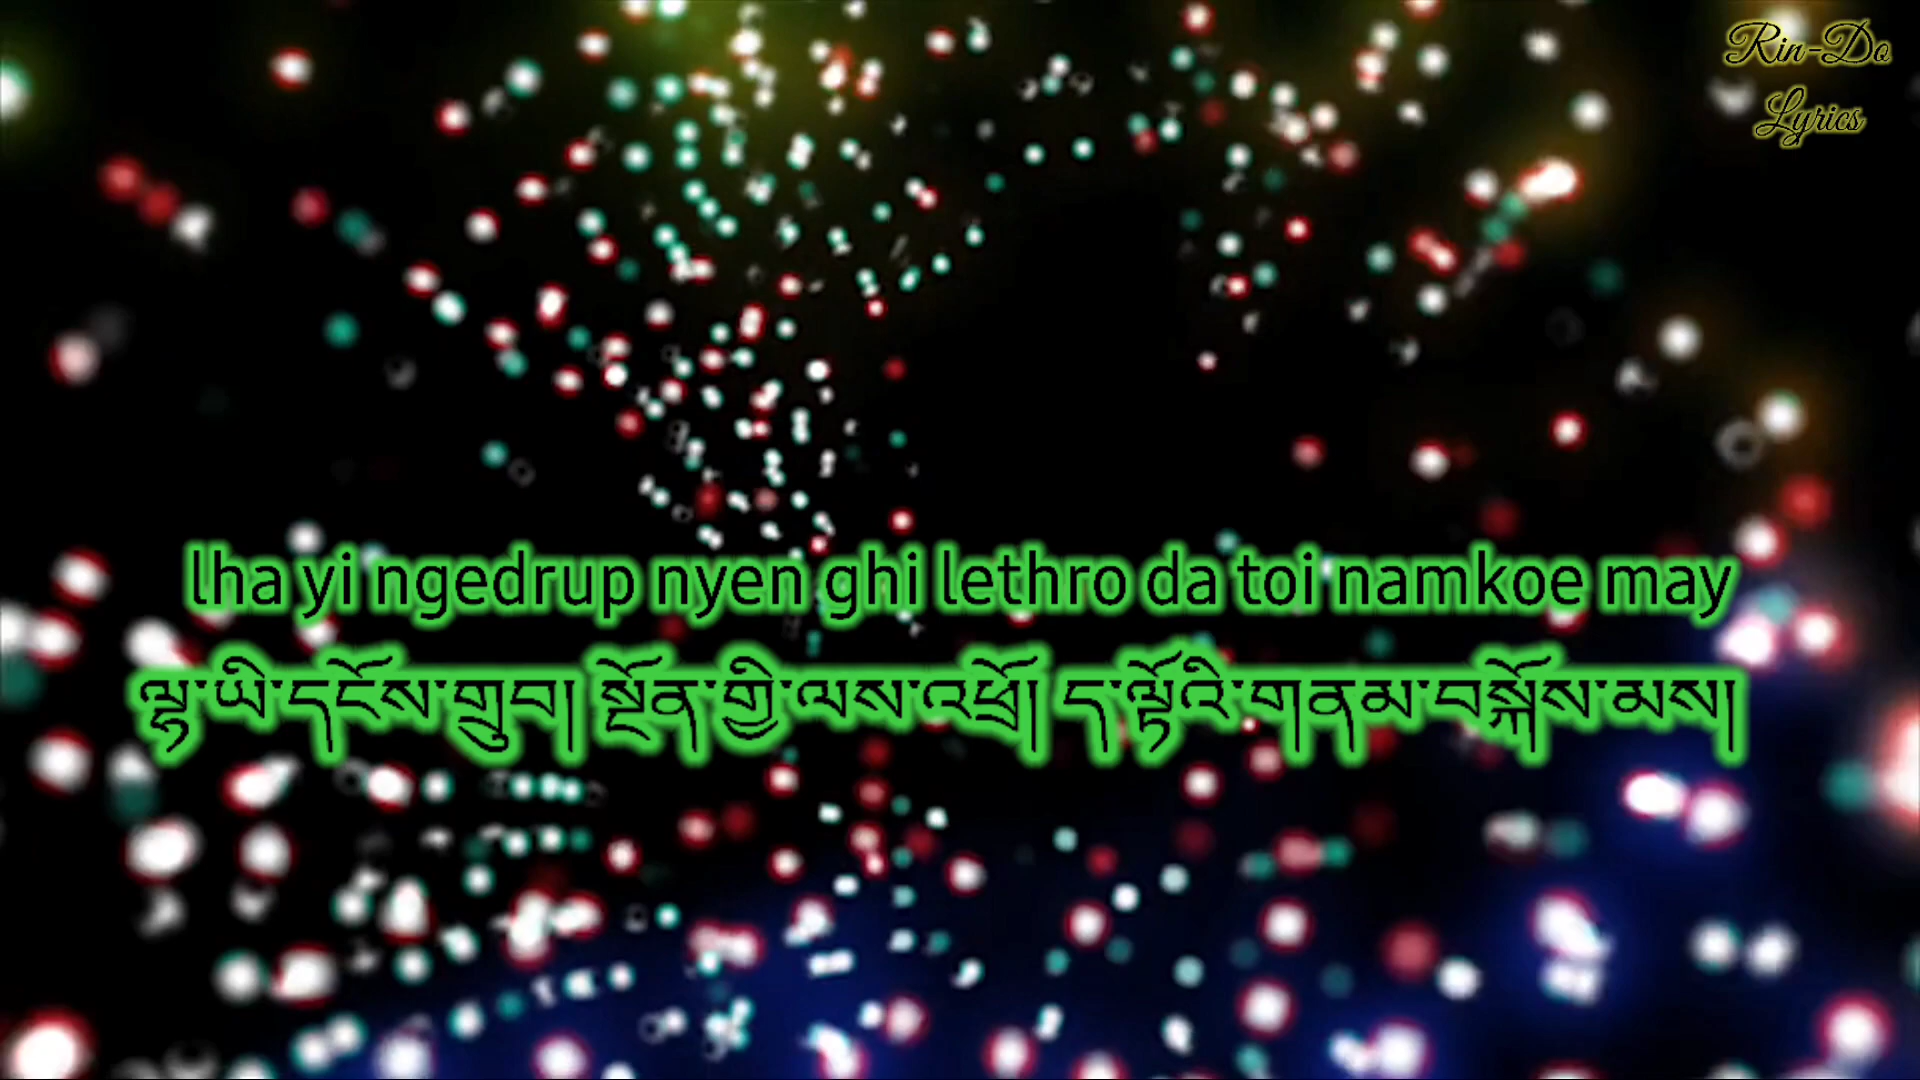 Rin-Do
Lyrics
lha yi ngedrup nyen ghi lethro da toi namkoe may
ལྷ་ཡི་དངོས་གྲུབ། སྔོན་གྱི་ལས་འཕྲོ། ད་ལྟོའི་གནམ་བསྐོས་མས།